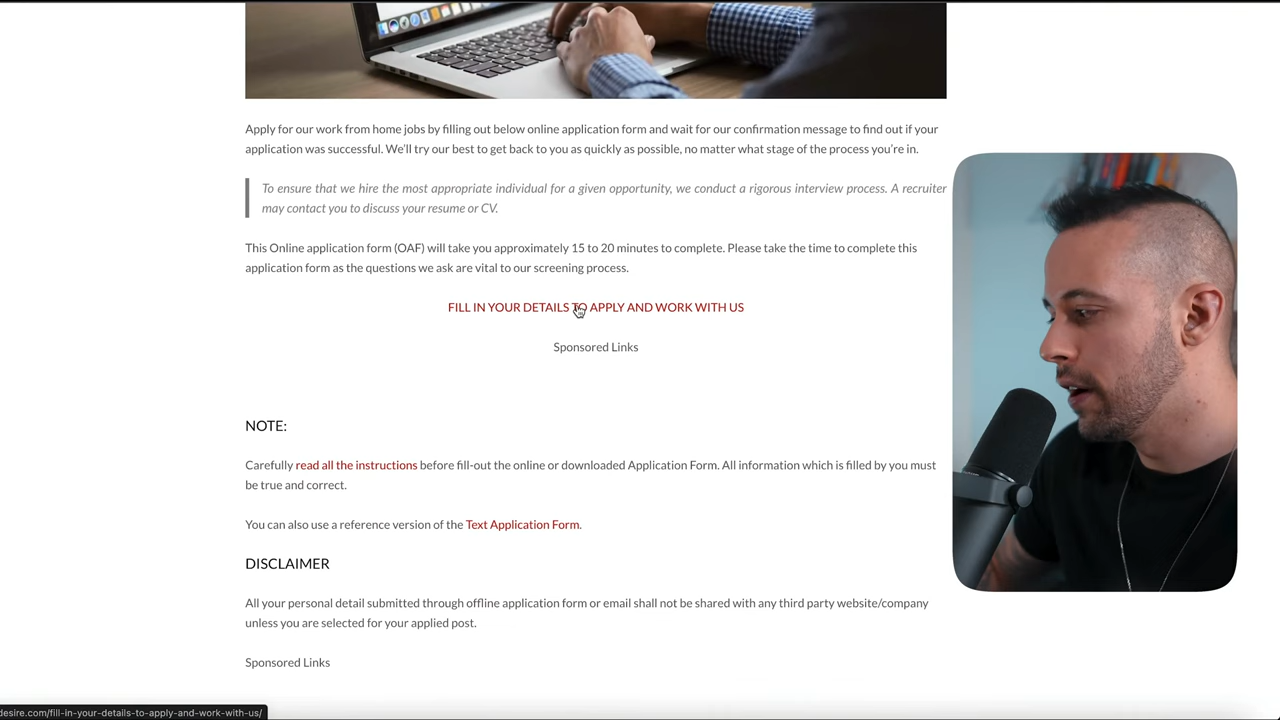 Apply for our work from home jobs by filling out below online application form and wait for our confirmation message to find out if your
application was successful. We'll try our best to get back to you as quickly as possible, no matter what stage of the process you're in.
To ensure that we hire the most appropriate individual for a given opportunity, we conduct a rigorous interview process. A recruiter
may contact you to discuss your resume or CV.
This Online application form (OAF) will take you approximately 15 to 20 minutes to complete. Please take the time to complete this
application form as the questions we ask are vital to our screening process.
FILL IN YOUR DETAILS TO APPLY AND WORK WITH US
Sponsored Links
NOTE:
Carefully read all the instructions before fill-out the online or downloaded Application Form. All information which is filled by you must
be true and correct.
You can also use a reference version of the Text Application Form.
DISCLAIMER
All your personal detail submitted through offline application form or email shall not be shared with any third party website/company
unless you are selected for your applied post.
Sponsored Links
desire.com/fill-in-your-details-to-apply-and-work-with-us/